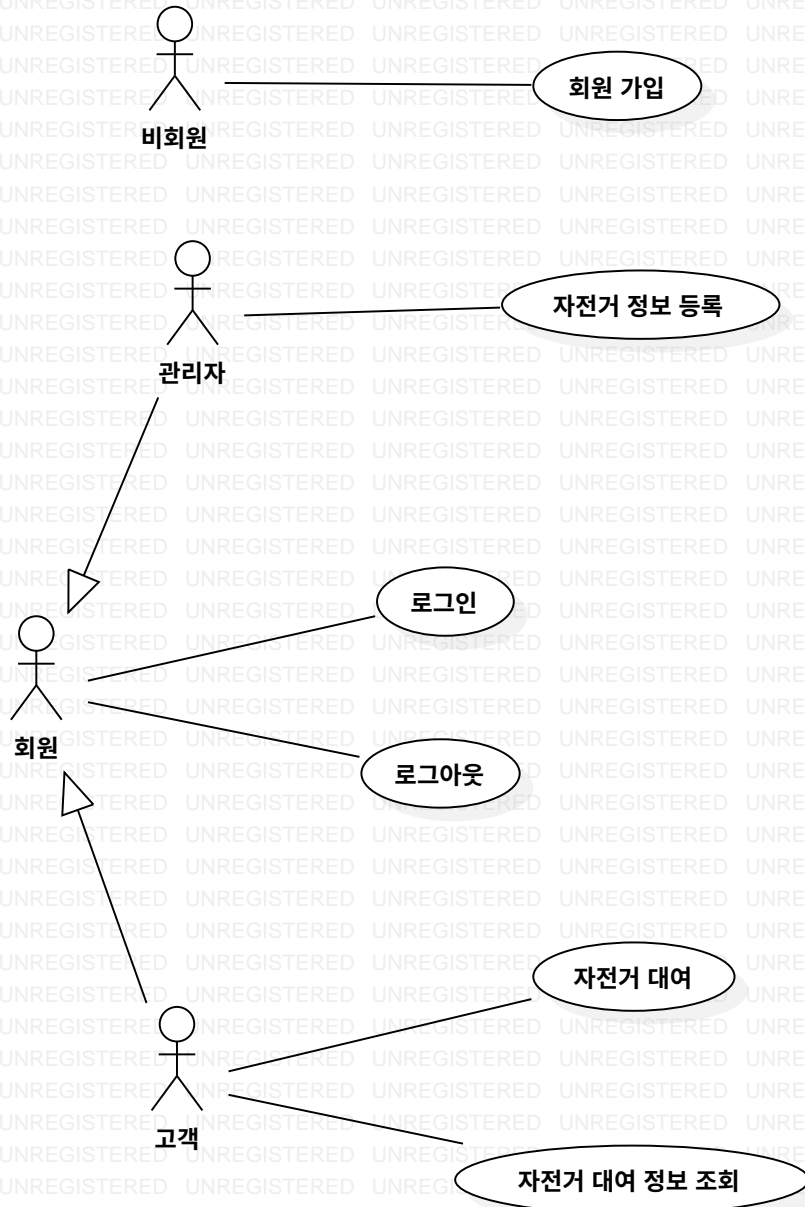 비회원
회원 가입
관리자
자전거 정보 등록
회원
로그인
로그아웃
고객
자전거 대여
자전거 대여 정보 조회
UNREGISTERED